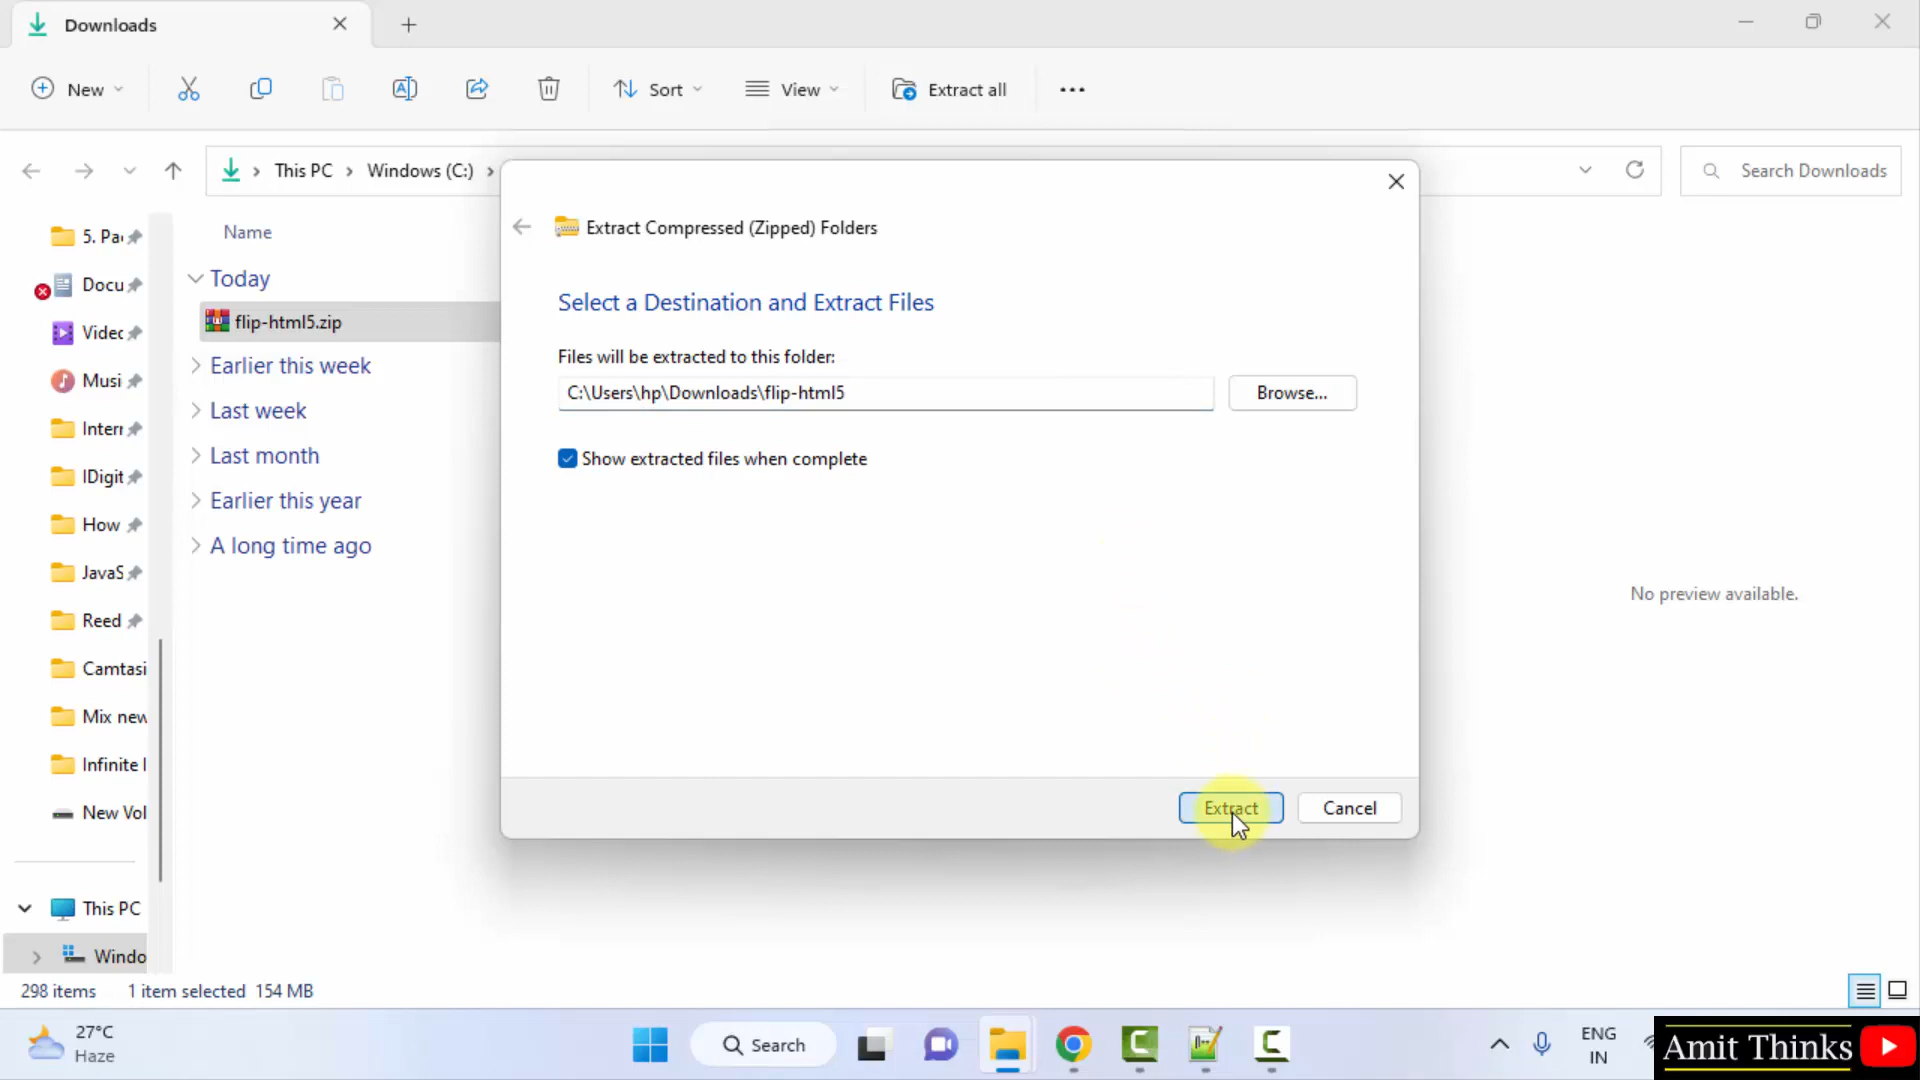 Downloads
New
Sort
View
Extract all
This PC
Windows (C:)
Search Downloads
5. Pa
Docu
Videc
Musi
Interr
IDigit
How
JavaS
Reed
Camtasi
Mix new
Infinite I
New Vol
This PC
Windo
Name
Today
flip-html5.zip
Earlier this week
Last week
Last month
Earlier this year
A long time ago
Extract Compressed (Zipped) Folders
Select a Destination and Extract Files
Files will be extracted to this folder:
C:\Users\hp\Downloads\flip-html5
Browse...
Show extracted files when complete
Extract
Cancel
No preview available.
298 items 1 item selected 154 MB
27°C
Haze
Search
ENG
IN
Amit Thinks